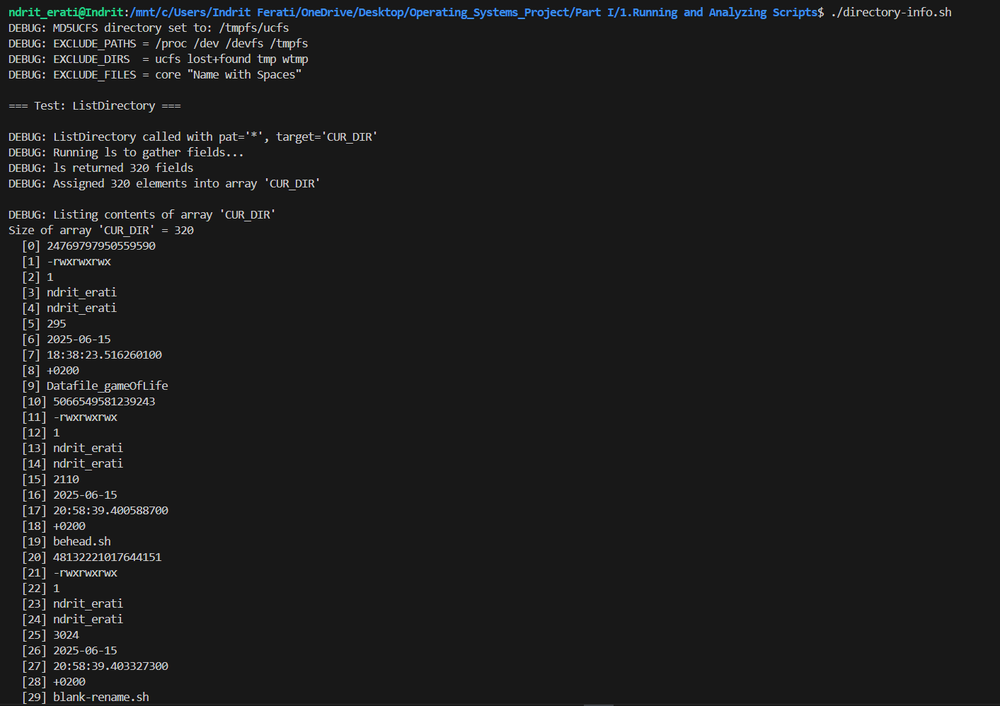 ndrit_erati@Indrit:/mnt/c/Users/Indrit Ferati/OneDrive/Desktop/Operating_Systems_Project/Part I/1.Running and Analyzing Scripts$ ./directory-info.sh
DEBUG: MD5UCFS directory set to: /tmpfs/ucfs
DEBUG: EXCLUDE_PATHS = /proc /dev /devfs /tmpfs
DEBUG: EXCLUDE_DIRS  = ucfs lost+found tmp wtmp
DEBUG: EXCLUDE_FILES = core "Name with Spaces"
=== Test: ListDirectory ===
DEBUG: ListDirectory called with pat='*', target='CUR_DIR'
DEBUG: Running ls to gather fields...
DEBUG: ls returned 320 fields
DEBUG: Assigned 320 elements into array 'CUR_DIR'
DEBUG: Listing contents of array 'CUR_DIR'
Size of array 'CUR_DIR' = 320
[0] 24769797950559590
[1] -rwxrwxrwx
[2] 1
[3] ndrit_erati
[4] ndrit_erati
[5] 295
[6] 2025-06-15
[7] 18:38:23.516260100
[8] +0200
[9] Datafile_gameOfLife
[10] 5066549581239243
[11] -rwxrwxrwx
[12] 1
[13] ndrit_erati
[14] ndrit_erati
[15] 2110
[16] 2025-06-15
[17] 20:58:39.400588700
[18] +0200
[19] behead.sh
[20] 48132221017644151
[21] -rwxrwxrwx
[22] 1
[23] ndrit_erati
[24] ndrit_erati
[25] 3024
[26] 2025-06-15
[27] 20:58:39.403327300
[28] +0200
[29] blank-rename.sh